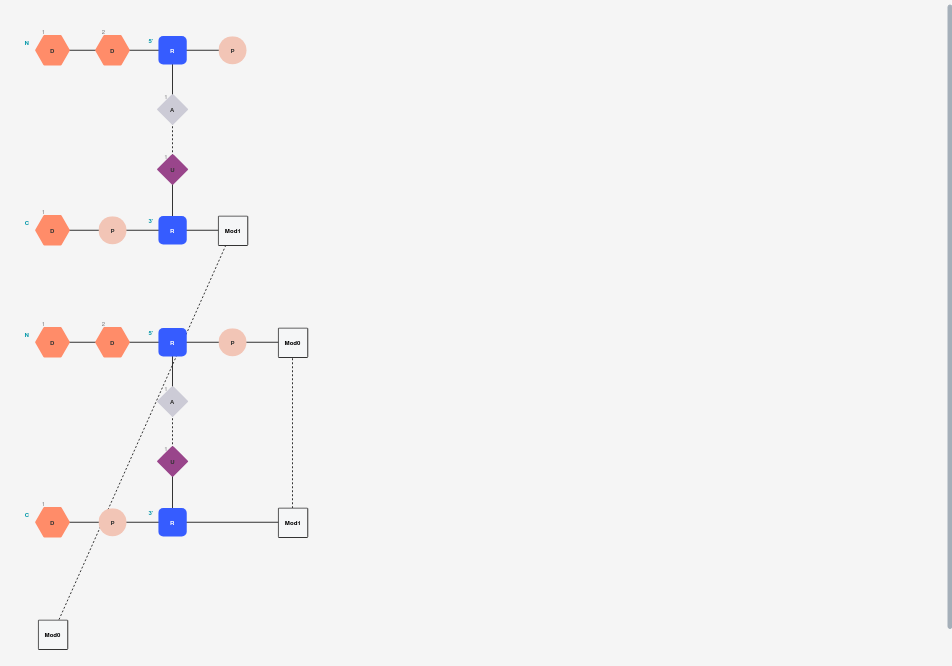 1 2 5'
N D D R P
1
A
1
U
1 3'
C D P R Mod1
1 2 5'
N D D R P Mod0
1
A
1
U
1 3'
C D P R Mod1
Mod0